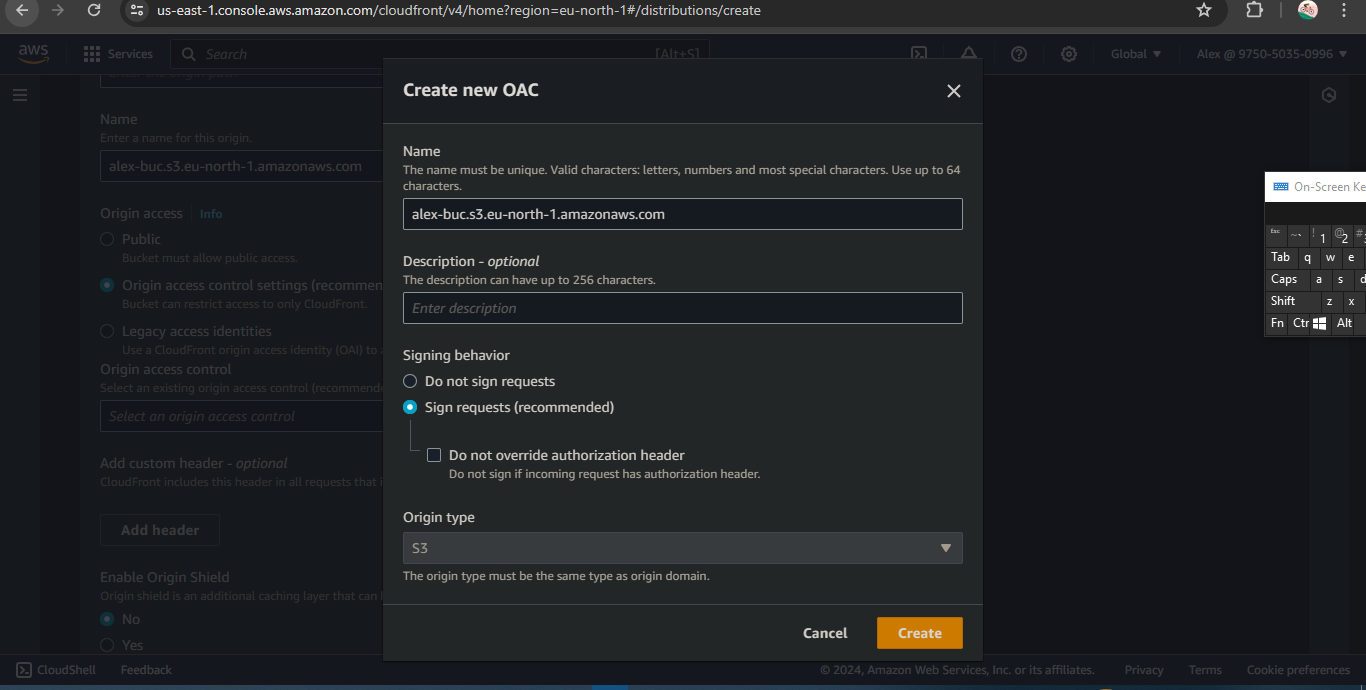 us-east-1.console.aws.amazon.com/cloudfront/v4/home?region=eu-north-1#/distributions/create
aws
Services
Search
[Alt+S]
Global
Alex @ 9750-5035-0996
Name
Enter a name for this origin.
alex-buc.s3.eu-north-1.amazonaws.com
Origin access
Info
Public
Bucket must allow public access.
Origin access control settings (recommen
Bucket can restrict access to only CloudFront.
Legacy access identities
Use a CloudFront origin access identity (OAI) to
Origin access control
Select an existing origin access control (recommende
Select an origin access control
Add custom header - optional
CloudFront includes this header in all requests that i
Add header
Enable Origin Shield
Origin shield is an additional caching layer that can
No
Yes
Create new OAC
Name
The name must be unique. Valid characters: letters, numbers and most special characters. Use up to 64
characters.
alex-buc.s3.eu-north-1.amazonaws.com
Description - optional
The description can have up to 256 characters.
Enter description
Signing behavior
Do not sign requests
Sign requests (recommended)
Do not override authorization header
Do not sign if incoming request has authorization header.
Origin type
S3
The origin type must be the same type as origin domain.
Cancel
Create
On-Screen Ke
Esc ~ ` ! 1 @ 2 #
Tab q w e
Caps a s d
Shift z x
Fn Ctr Alt
CloudShell
Feedback
© 2024, Amazon Web Services, Inc. or its affiliates.
Privacy
Terms
Cookie preferences